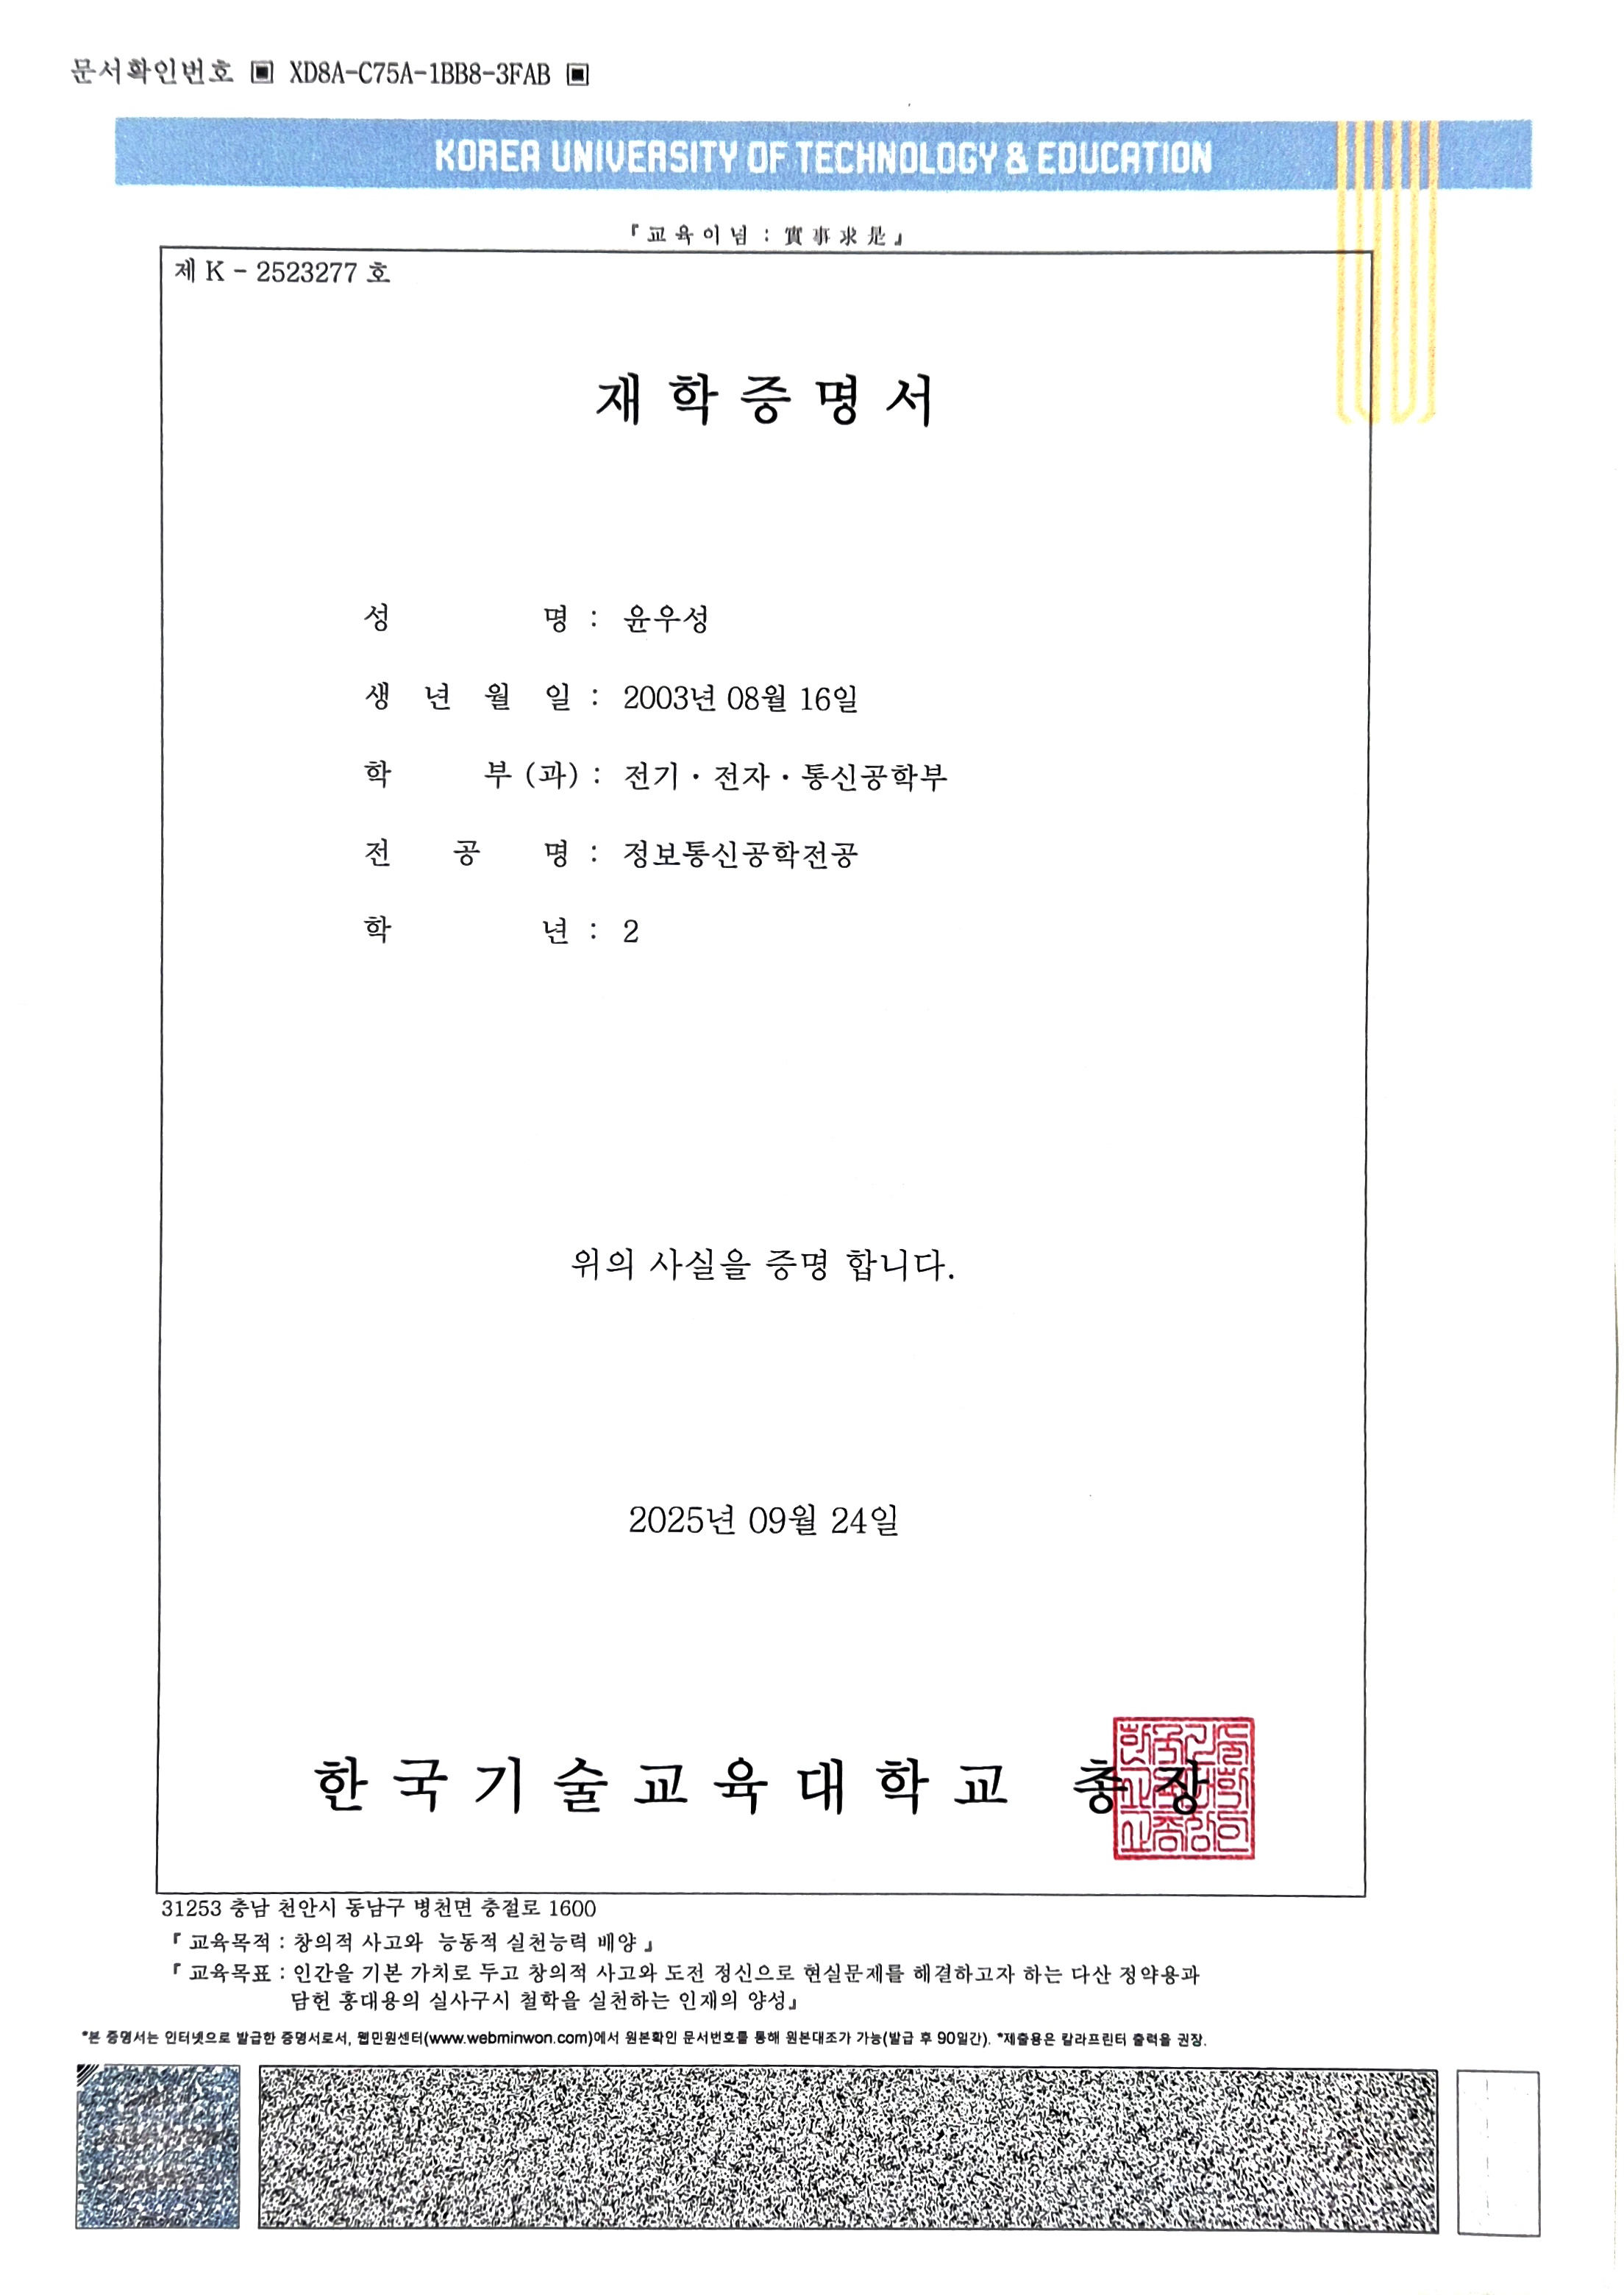 문서확인번호 ▣ XD8A-C75A-1BB8-3FAB ▣
KOREA UNIVERSITY OF TECHNOLOGY & EDUCATION
『교육이념 : 實事求是』
제 K - 2523277 호
재학증명서
성 명 : 윤우성
생년월일 : 2003년 08월 16일
학 부(과) : 전기·전자·통신공학부
전공명 : 정보통신공학전공
학 년 : 2
위의 사실을 증명 합니다.
2025년 09월 24일
한국기술교육대학교 총장
한국기술교육대학교총장인
31253 충남 천안시 동남구 병천면 충절로 1600
『 교육목적 : 창의적 사고와 능동적 실천능력 배양 』
『 교육목표 : 인간을 기본 가치로 두고 창의적 사고와 도전 정신으로 현실문제를 해결하고자 하는 다산 정약용과
담헌 홍대용의 실사구시 철학을 실천하는 인재의 양성』
*본 증명서는 인터넷으로 발급한 증명서로서, 웹민원센터(www.webminwon.com)에서 원본확인 문서번호를 통해 원본대조가 가능(발급 후 90일간). *제출용은 칼라프린터 출력을 권장.